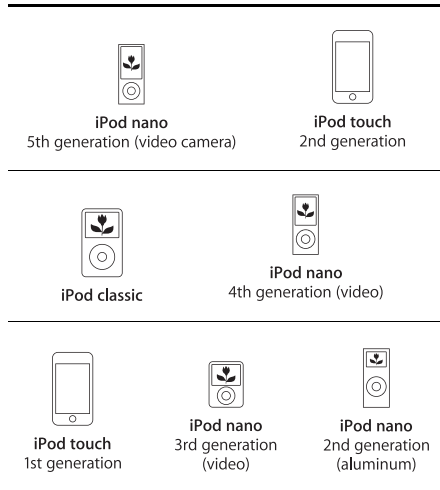 iPod nano
5th generation (video camera)
iPod touch
2nd generation
iPod classic
iPod nano
4th generation (video)
iPod touch
1st generation
iPod nano
3rd generation
(video)
iPod nano
2nd generation
(aluminum)